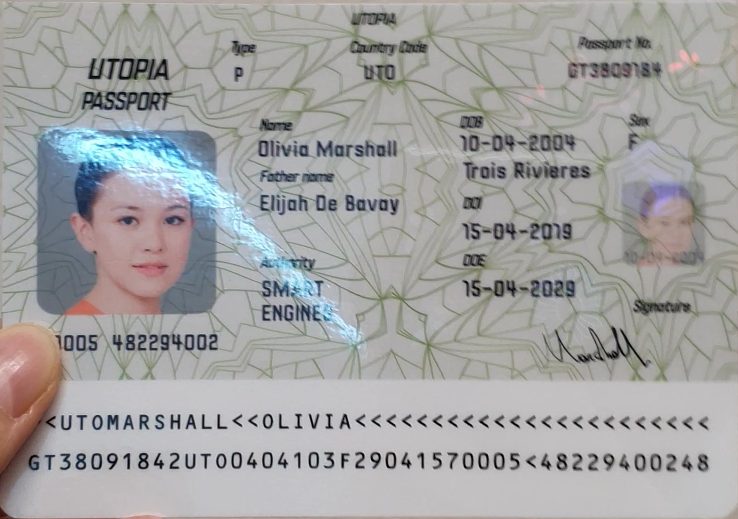 UTOPIA
Type Country Code Passport No.
UTOPIA P UTO GT3809184
PASSPORT
Name DOB Sex
Olivia Marshall 10-04-2004 F
Father name Trois Rivieres
Elijah De Bavay DOI
15-04-2019
Authority DOE
SMART 15-04-2029
ENGINES
Signature
Marshall
0005 482294002
<UTOMARSHALL<<OLIVIA<<<<<<<<<<<<<<<<<<<<<<<<
GT38091842UTO0404103F29041570005<48229400248